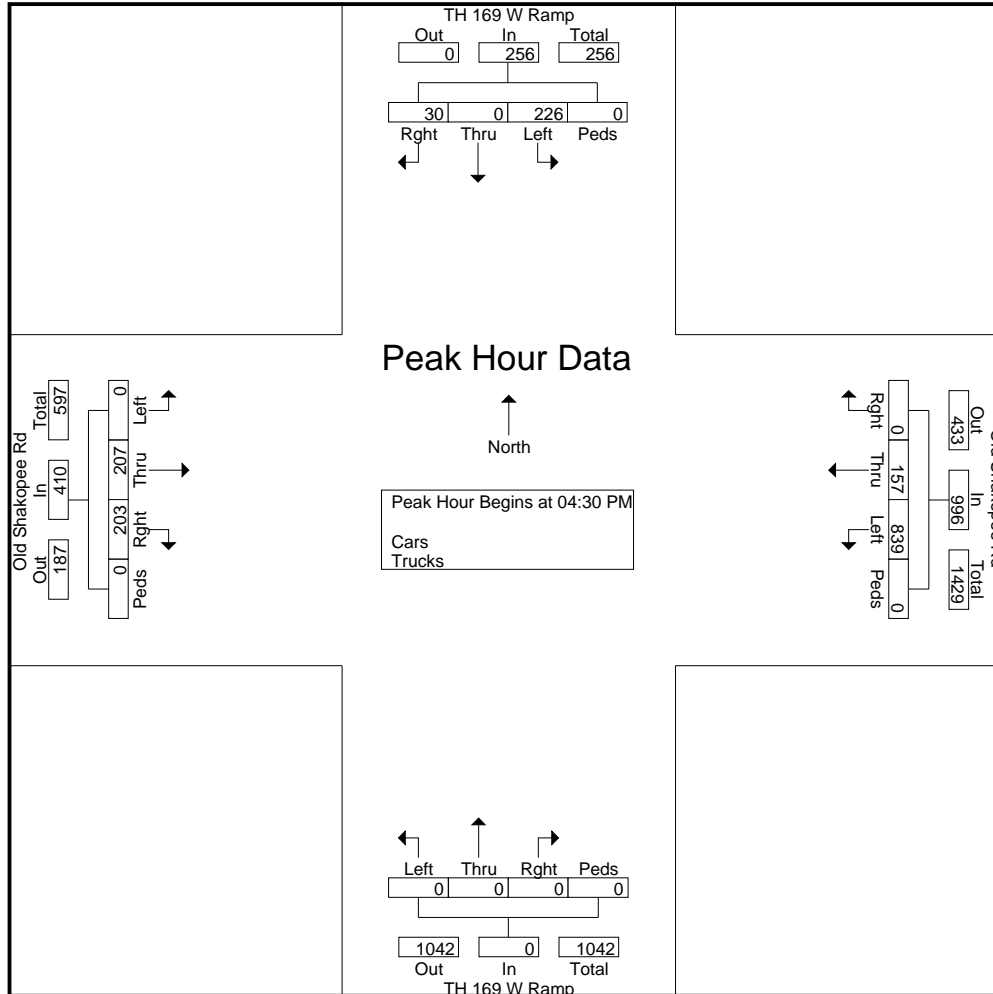 TH 169 W Ramp
Out In Total
0 256 256
30 0 226 0
Rght Thru Left Peds
Peak Hour Data
North
Peak Hour Begins at 04:30 PM
Cars
Trucks
Old Shakopee Rd
Out In Total
187 410 597
0 207 203 0
Left Thru Rght Peds
Rght Thru Left Peds
0 157 839 0
Out In Total
433 996 1429
Left Thru Rght Peds
0 0 0 0
1042 0 1042
Out In Total
TH 169 W Ramp